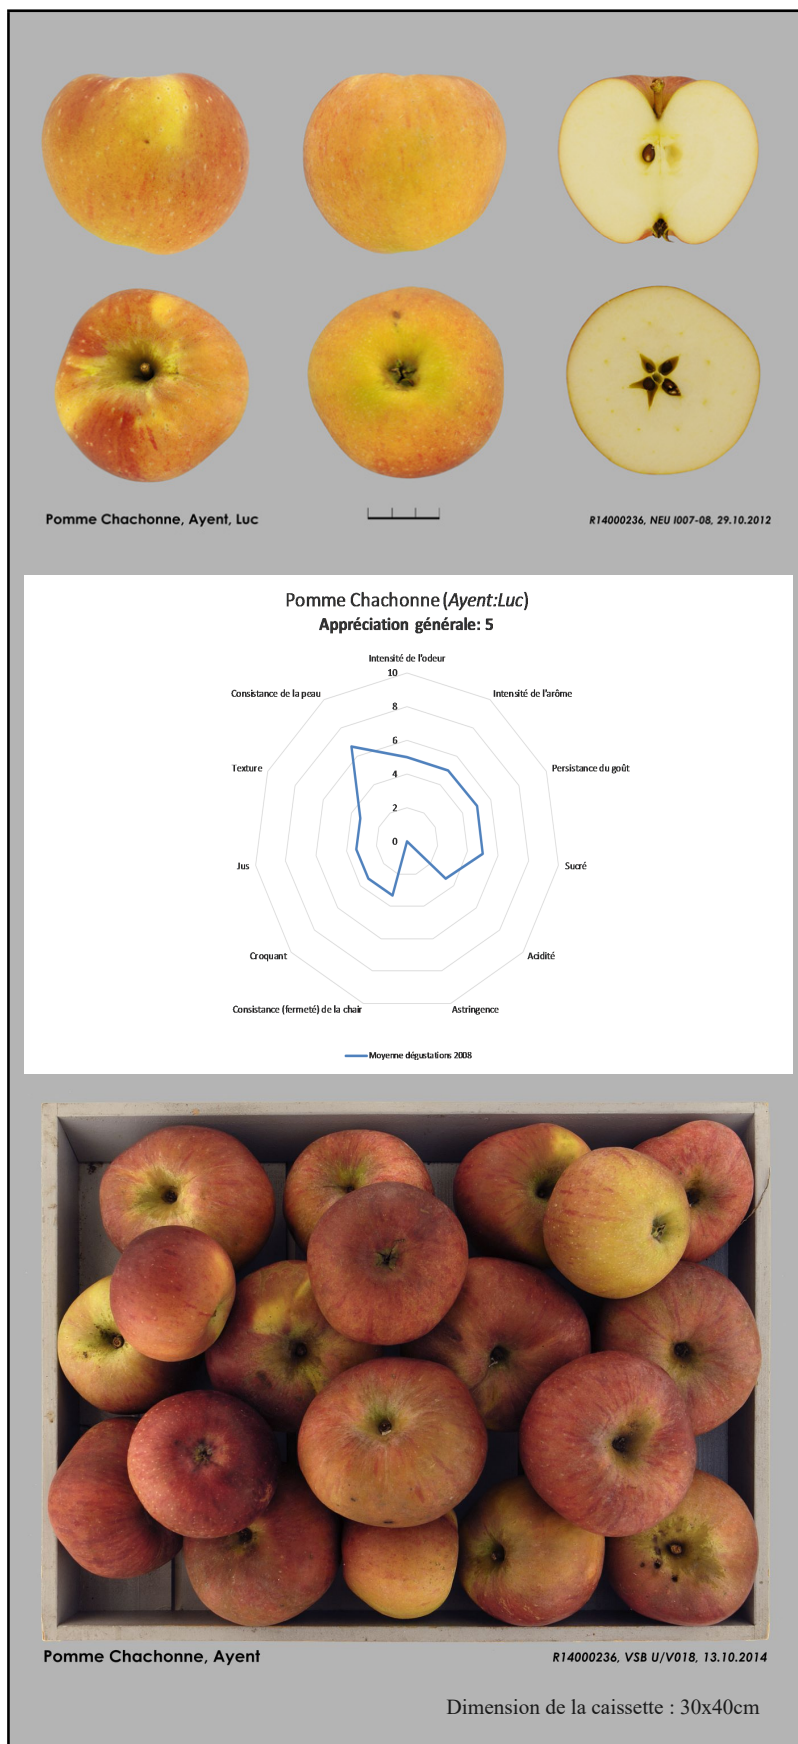 Pomme Chachonne, Ayent, Luc
R14000236, NEU I007-08, 29.10.2012
Pomme Chachonne (Ayent:Luc)
Appréciation générale: 5
Intensité de l'odeur
10
Consistance de la peau
Intensité de l'arôme
8
6
Texture
Persistance du goût
4
2
0
Jus
Sucré
Croquant
Acidité
Consistance (fermeté) de la chair
Astringence
Moyenne dégustations 2008
Pomme Chachonne, Ayent
R14000236, VSB U/V018, 13.10.2014
Dimension de la caissette : 30x40cm